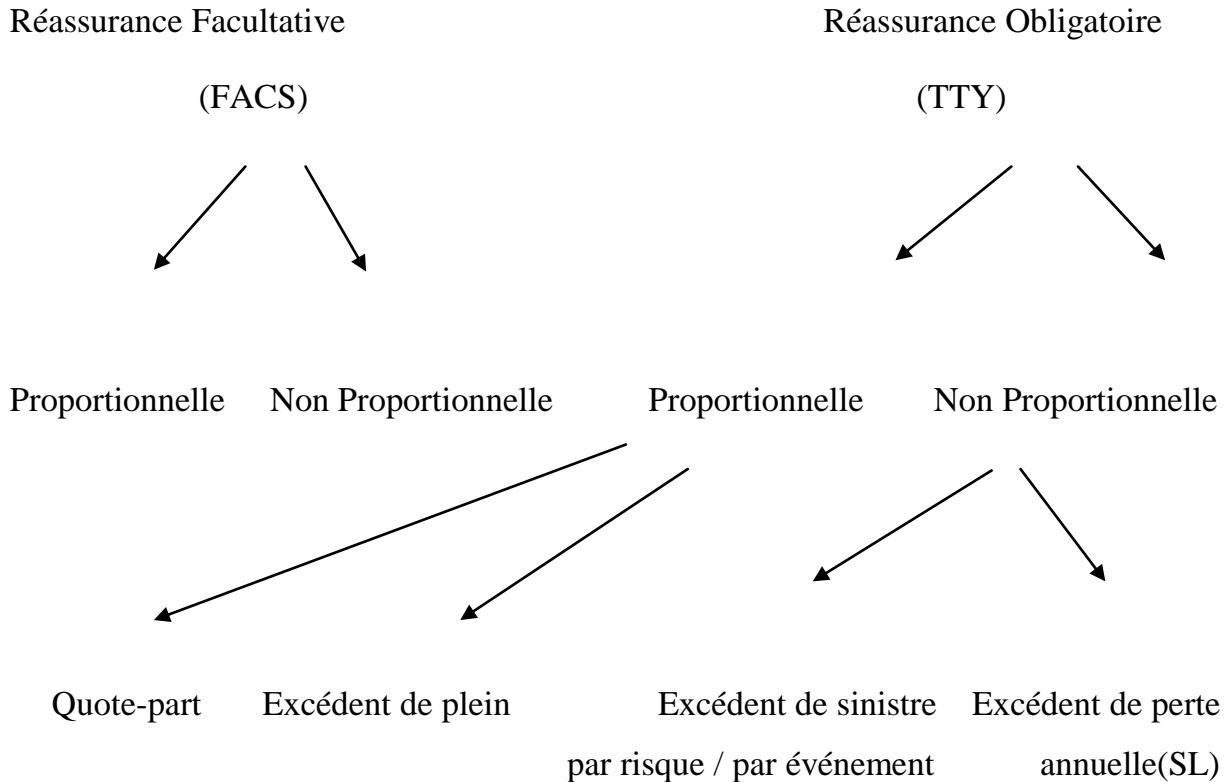 Réassurance Facultative Réassurance Obligatoire
(FACS) (TTY)
Proportionnelle Non Proportionnelle Proportionnelle Non Proportionnelle
Quote-part Excédent de plein Excédent de sinistre Excédent de perte
par risque / par événement annuelle(SL)